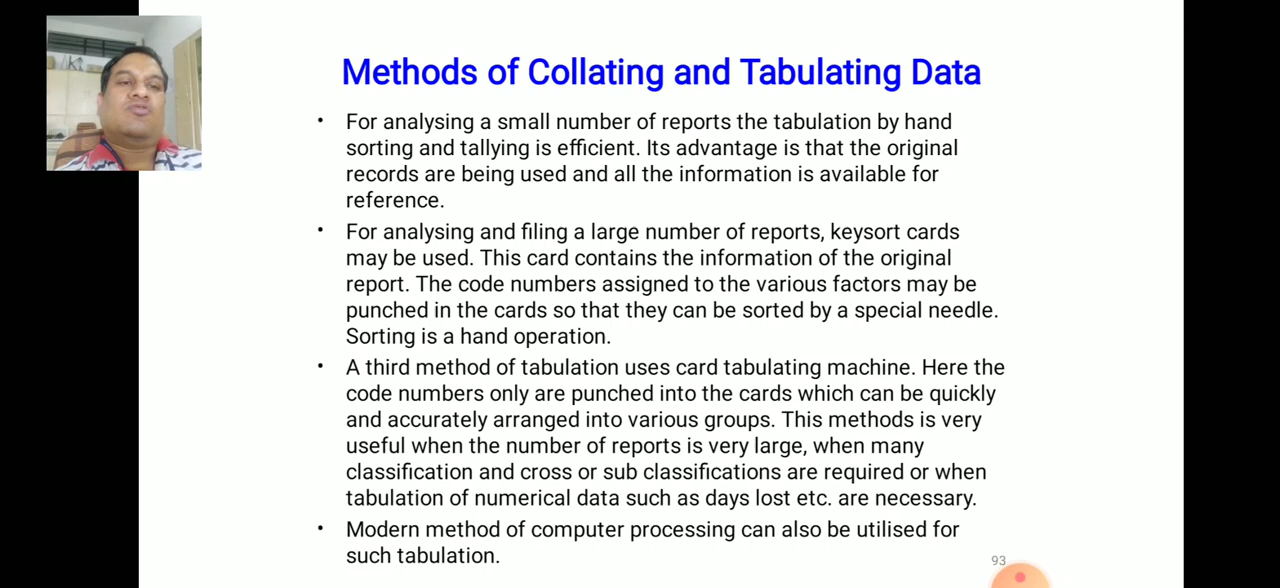 Methods of Collating and Tabulating Data
• For analysing a small number of reports the tabulation by hand
sorting and tallying is efficient. Its advantage is that the original
records are being used and all the information is available for
reference.
• For analysing and filing a large number of reports, keysort cards
may be used. This card contains the information of the original
report. The code numbers assigned to the various factors may be
punched in the cards so that they can be sorted by a special needle.
Sorting is a hand operation.
• A third method of tabulation uses card tabulating machine. Here the
code numbers only are punched into the cards which can be quickly
and accurately arranged into various groups. This methods is very
useful when the number of reports is very large, when many
classification and cross or sub classifications are required or when
tabulation of numerical data such as days lost etc. are necessary.
• Modern method of computer processing can also be utilised for
such tabulation.
93